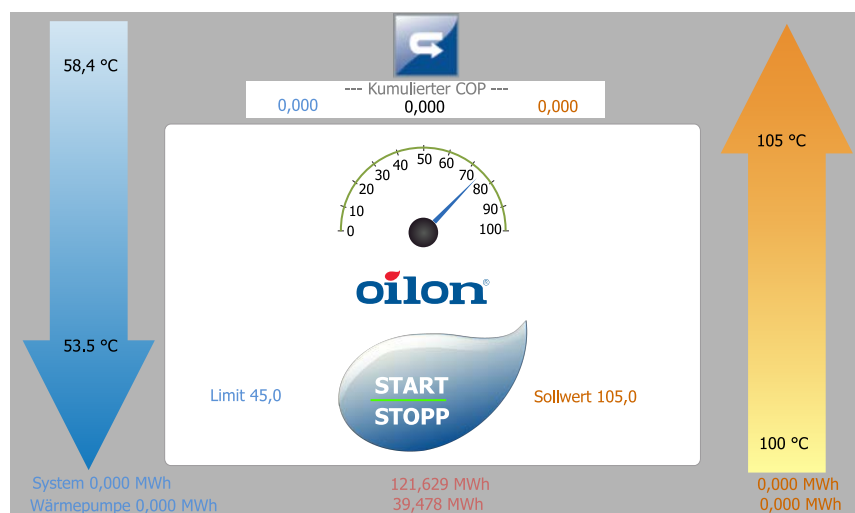 58,4 °C
--- Kumulierter COP ---
0,000 0,000 0,000
105 °C
0 10 20 30 40 50 60 70 80 90 100
oilon®
53.5 °C
Limit 45,0
START
STOPP
Sollwert 105,0
100 °C
System 0,000 MWh 121,629 MWh 0,000 MWh
Wärmepumpe 0,000 MWh 39,478 MWh 0,000 MWh